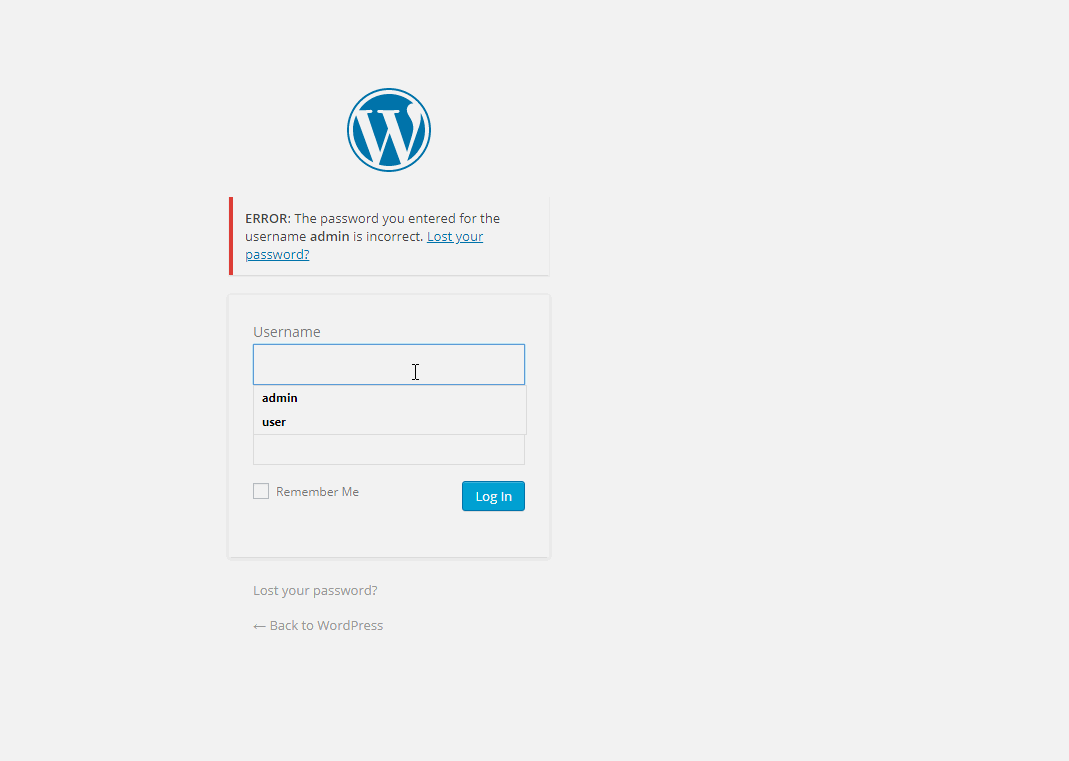 ERROR: The password you entered for the
username admin is incorrect. Lost your
password?
Username
admin
user
Remember Me
Log In
Lost your password?
← Back to WordPress